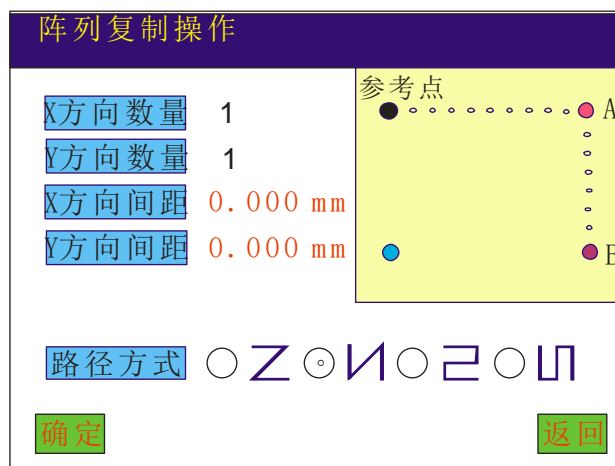 阵列复制操作
参考点
A
X方向数量 1
Y方向数量 1
X方向间距 0.000 mm
Y方向间距 0.000 mm
B
路径方式
确定 返回